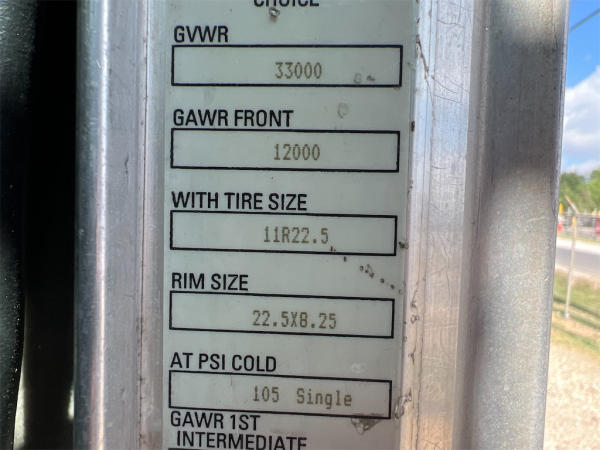 CHOICE
GVWR
33000
GAWR FRONT
12000
WITH TIRE SIZE
11R22.5
RIM SIZE
22.5X8.25
AT PSI COLD
105 Single
GAWR 1ST
INTERMEDIATE